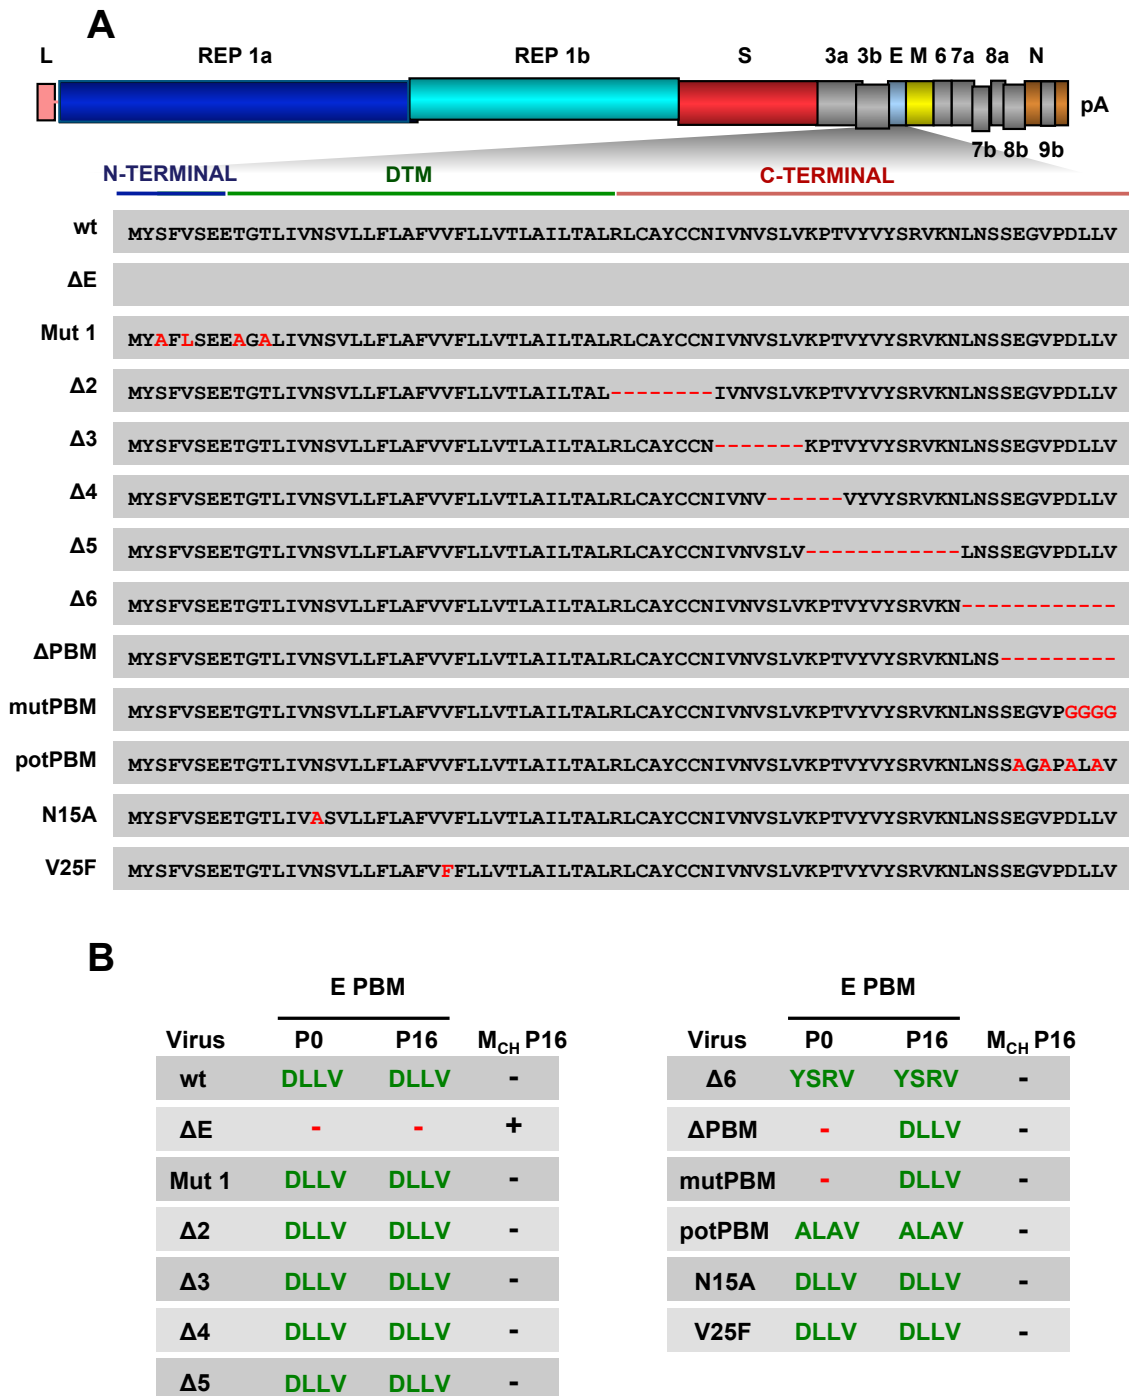 A
L REP 1a REP 1b S 3a 3b E M 6 7a 8a N
pA
7b 8b 9b
N-TERMINAL DTM C-TERMINAL
wt MYSFVSEETGTLIVNSVLLFLAFVVFLLVTLAILTALRLCAYCCNIVNVSLVKPTVYVYSRVKNLNSSEGVPDLLV
ΔE
Mut 1 MYAFLSEEAGALIVNSVLLFLAFVVFLLVTLAILTALRLCAYCCNIVNVSLVKPTVYVYSRVKNLNSSEGVPDLLV
Δ2 MYSFVSEETGTLIVNSVLLFLAFVVFLLVTLAILTAL--------IVNVSLVKPTVYVYSRVKNLNSSEGVPDLLV
Δ3 MYSFVSEETGTLIVNSVLLFLAFVVFLLVTLAILTALRLCAYCCN-------KPTVYVYSRVKNLNSSEGVPDLLV
Δ4 MYSFVSEETGTLIVNSVLLFLAFVVFLLVTLAILTALRLCAYCCNIVNV------VYVYSRVKNLNSSEGVPDLLV
Δ5 MYSFVSEETGTLIVNSVLLFLAFVVFLLVTLAILTALRLCAYCCNIVNVSLV------------LNSSEGVPDLLV
Δ6 MYSFVSEETGTLIVNSVLLFLAFVVFLLVTLAILTALRLCAYCCNIVNVSLVKPTVYVYSRVKN------------
ΔPBM MYSFVSEETGTLIVNSVLLFLAFVVFLLVTLAILTALRLCAYCCNIVNVSLVKPTVYVYSRVKNLNS---------
mutPBM MYSFVSEETGTLIVNSVLLFLAFVVFLLVTLAILTALRLCAYCCNIVNVSLVKPTVYVYSRVKNLNSSEGVPGGGG
potPBM MYSFVSEETGTLIVNSVLLFLAFVVFLLVTLAILTALRLCAYCCNIVNVSLVKPTVYVYSRVKNLNSSAGAPALAV
N15A MYSFVSEETGTLIVASVLLFLAFVVFLLVTLAILTALRLCAYCCNIVNVSLVKPTVYVYSRVKNLNSSEGVPDLLV
V25F MYSFVSEETGTLIVNSVLLFLAFVFFLLVTLAILTALRLCAYCCNIVNVSLVKPTVYVYSRVKNLNSSEGVPDLLV
B
E PBM
Virus P0 P16 MCH P16
wt DLLV DLLV -
ΔE - - +
Mut 1 DLLV DLLV -
Δ2 DLLV DLLV -
Δ3 DLLV DLLV -
Δ4 DLLV DLLV -
Δ5 DLLV DLLV -
E PBM
Virus P0 P16 MCH P16
Δ6 YSRV YSRV -
ΔPBM - DLLV -
mutPBM - DLLV -
potPBM ALAV ALAV -
N15A DLLV DLLV -
V25F DLLV DLLV -